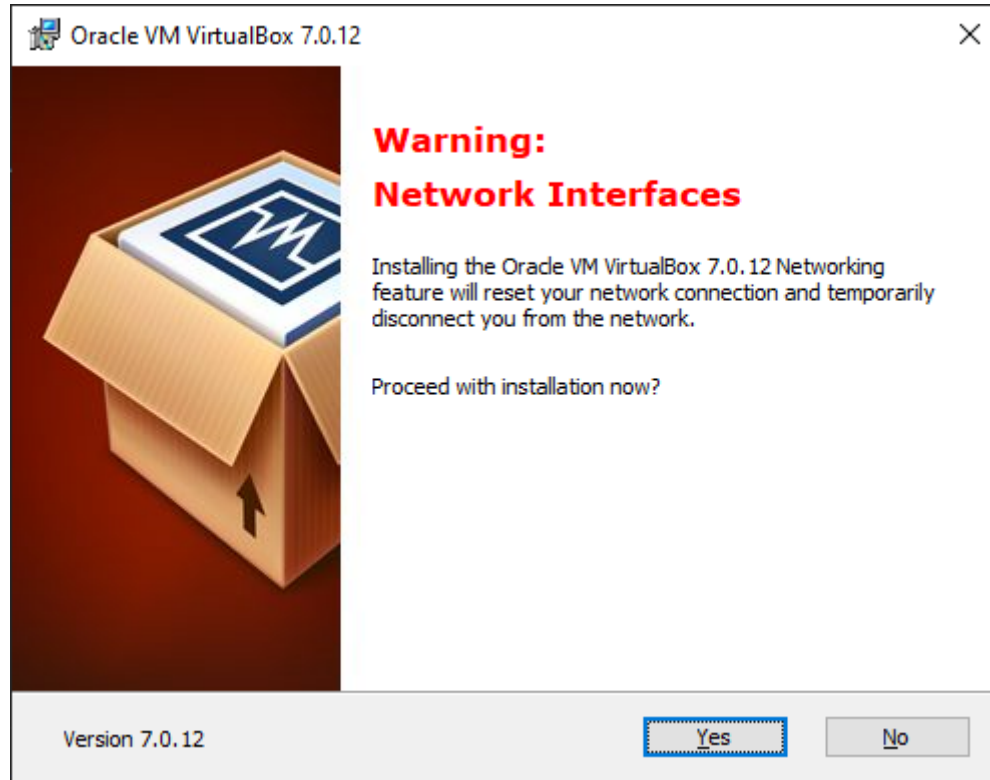 Oracle VM VirtualBox 7.0.12
Warning:
Network Interfaces
Installing the Oracle VM VirtualBox 7.0.12 Networking
feature will reset your network connection and temporarily
disconnect you from the network.
Proceed with installation now?
Version 7.0.12
Yes
No